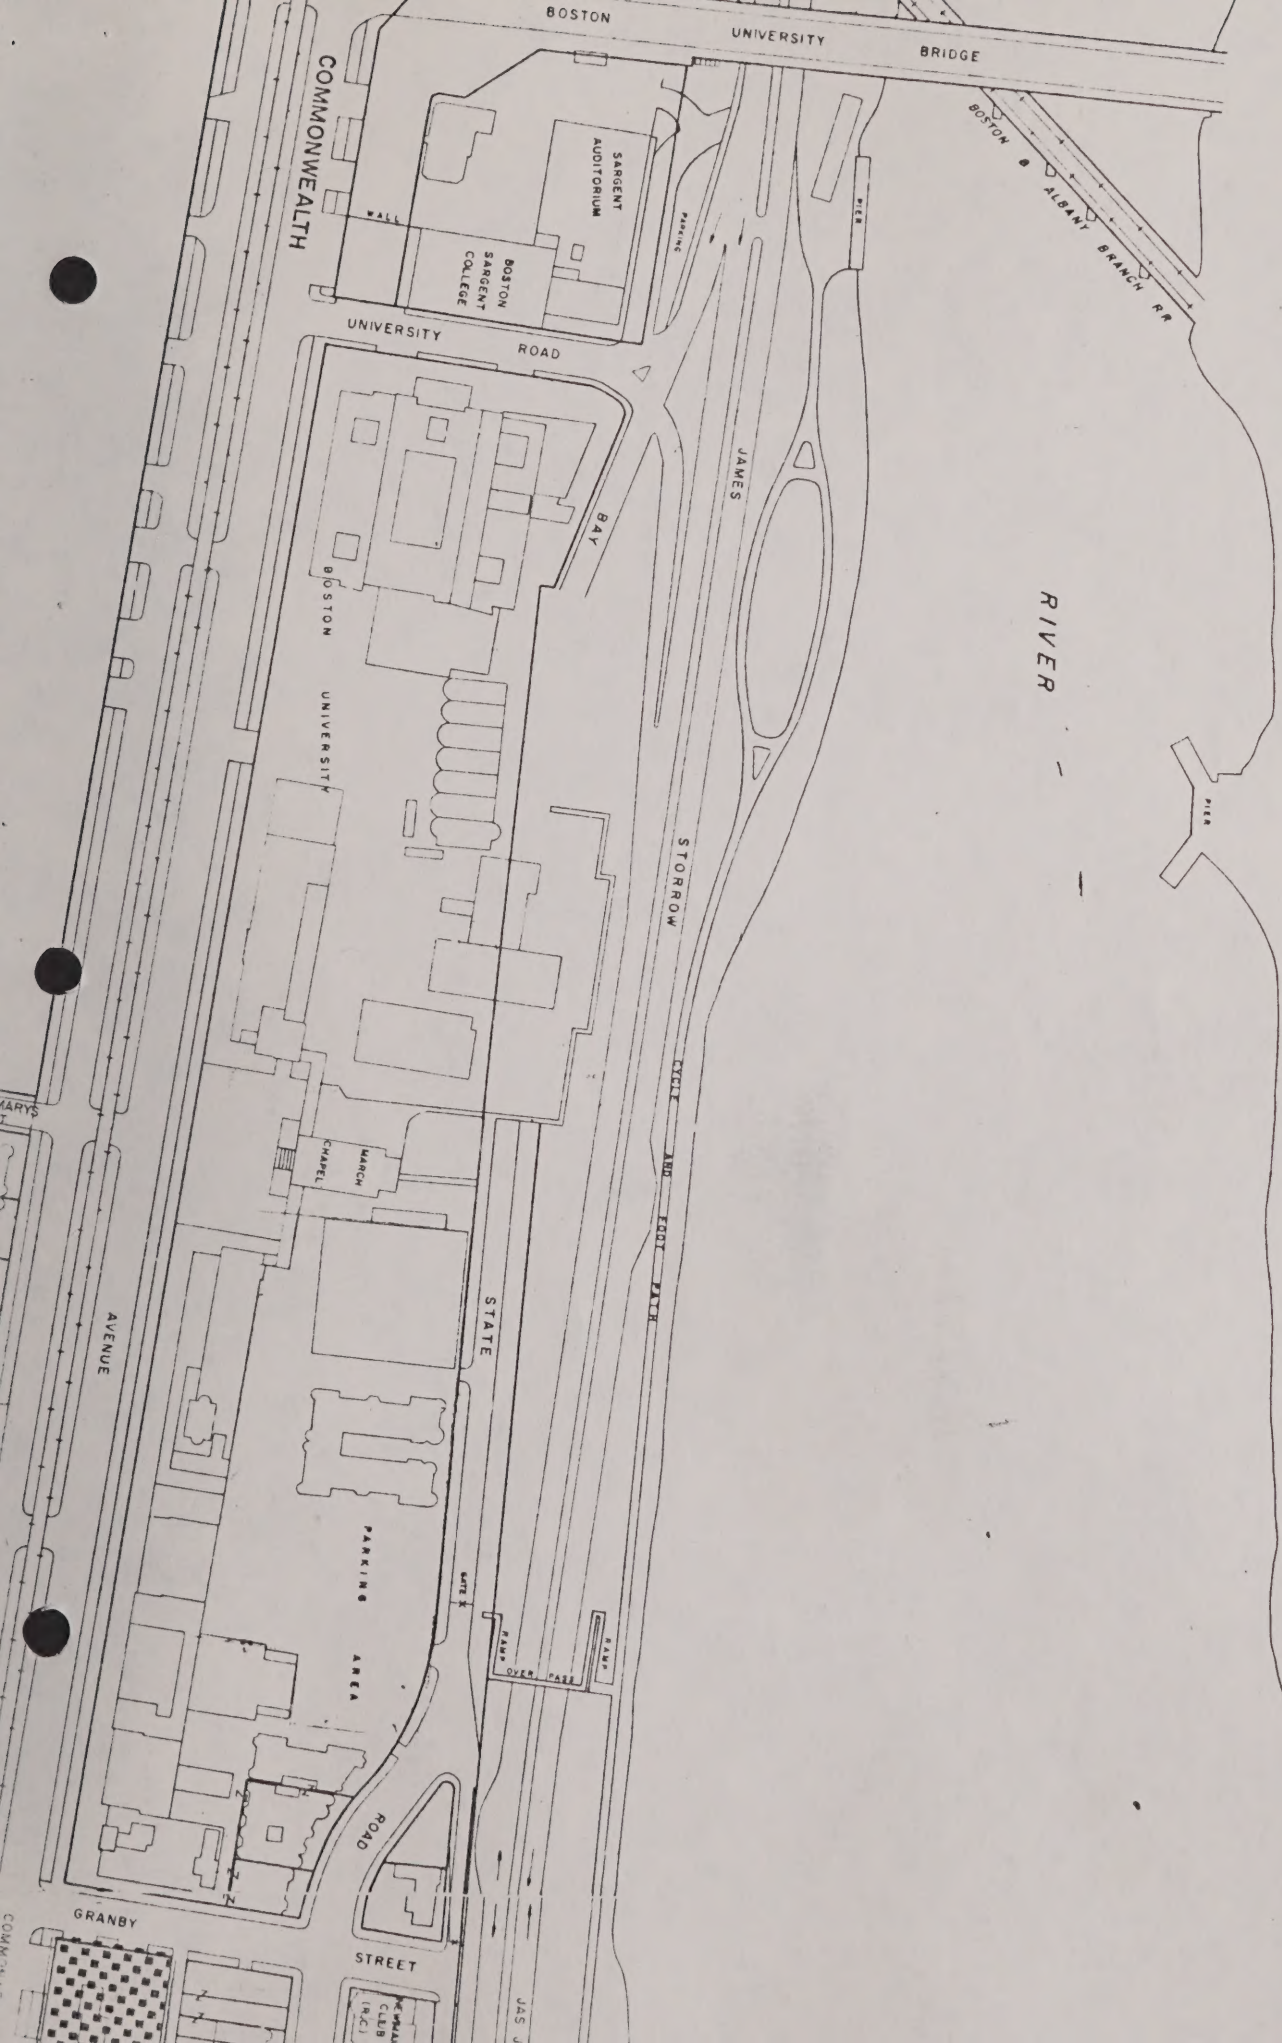 BOSTON UNIVERSITY BRIDGE
BOSTON & ALBANY BRANCH RR
COMMONWEALTH
SARGENT
AUDITORIUM
PARKING
PIER
WALL
BOSTON
SARGENT
COLLEGE
UNIVERSITY ROAD
JAMES
BAY
RIVER
BOSTON UNIVERSITY
PIER
STORROW
CYCLE AND FOOT PATH
MARYS
MARCH
CHAPEL
STATE
AVENUE
PARKING AREA
GATE X
RAMP
RAMP
OVER PASS
ROAD
GRANBY STREET
NEWMAN
CLUB
(R.C.)
JAS